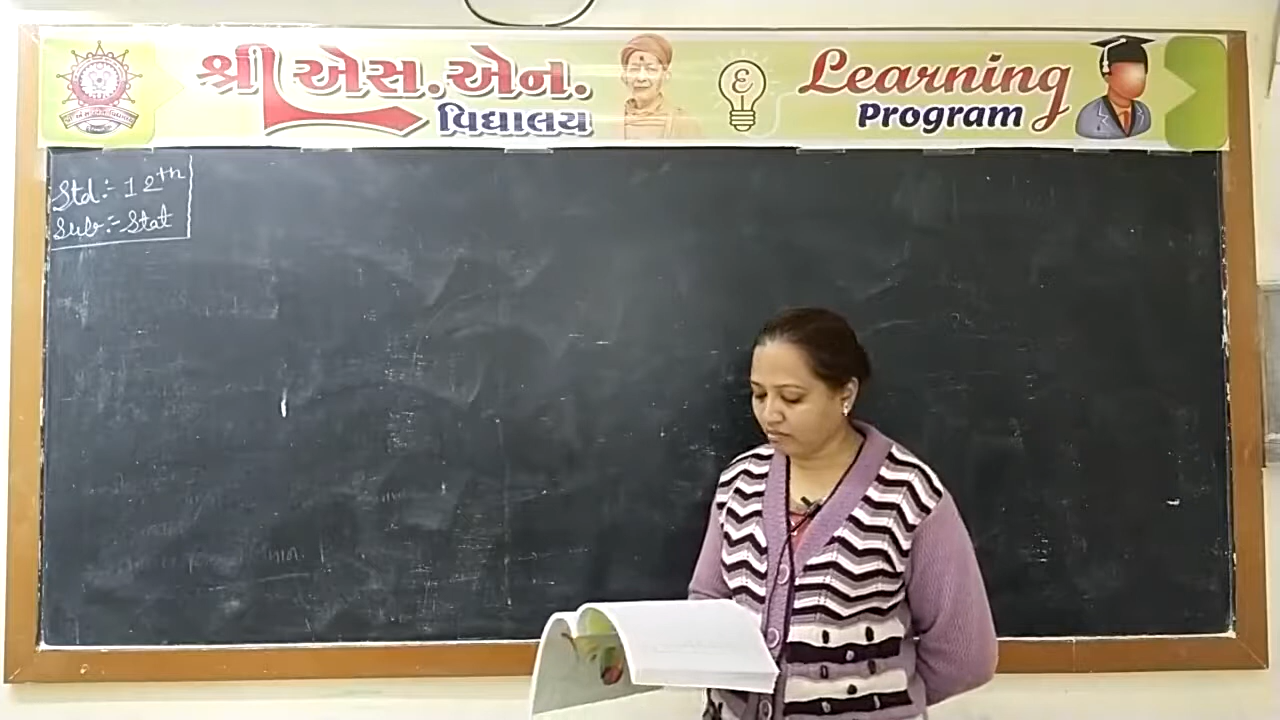 શ્રી એસ. એન.
વિદ્યાલય
Learning
Program
Std:- 12th
Sub:- Stat